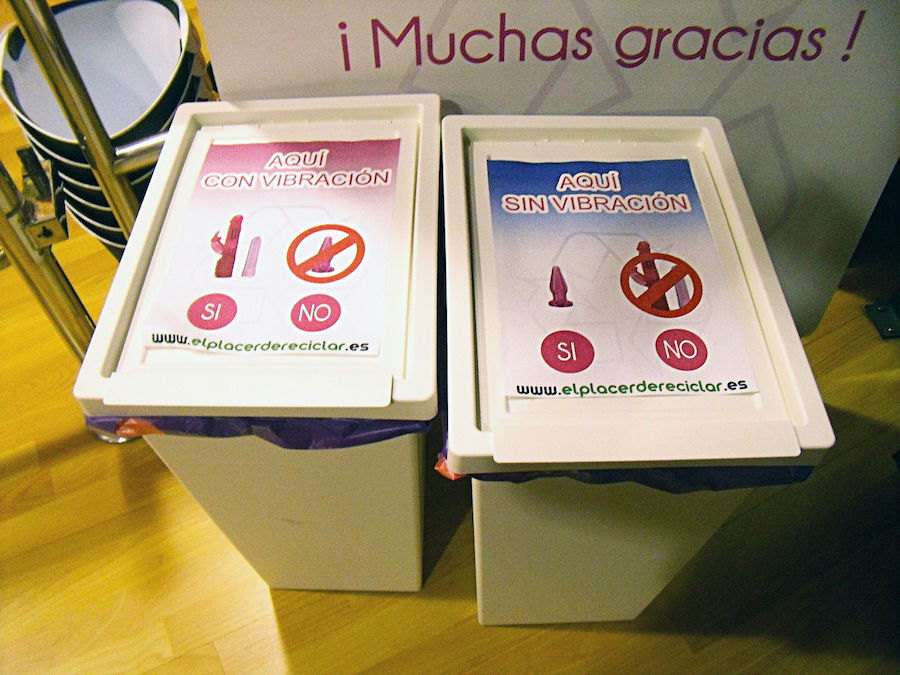 ¡ Muchas gracias !
AQUÍ
CON VIBRACIÓN
SI
NO
www.elplacerdereciclar.es
AQUÍ
SIN VIBRACIÓN
SI
NO
www.elplacerdereciclar.es